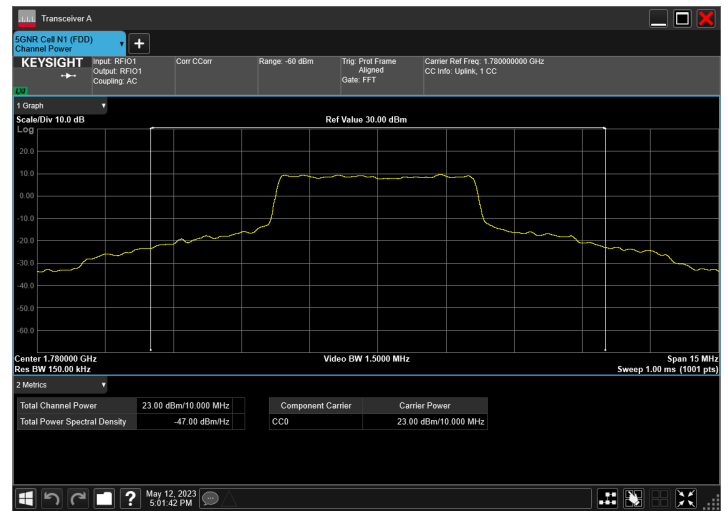 Transceiver A
5GNR Cell N1 (FDD)
Channel Power
KEYSIGHT
Input: RFIO1
Output: RFIO1
Coupling: AC
Corr CCorr
Range: -60 dBm
Trig: Prot Frame
Aligned
Gate: FFT
Carrier Ref Freq: 1.780000000 GHz
CC Info: Uplink, 1 CC
LXI
1 Graph
Scale/Div 10.0 dB
Ref Value 30.00 dBm
Log
20.0
10.0
0.00
-10.0
-20.0
-30.0
-40.0
-50.0
-60.0
Center 1.780000 GHz
Video BW 1.5000 MHz
Span 15 MHz
Res BW 150.00 kHz
Sweep 1.00 ms (1001 pts)
2 Metrics
Total Channel Power 23.00 dBm/10.000 MHz
Total Power Spectral Density -47.00 dBm/Hz
Component Carrier Carrier Power
CC0 23.00 dBm/10.000 MHz
?
May 12, 2023
5:01:42 PM